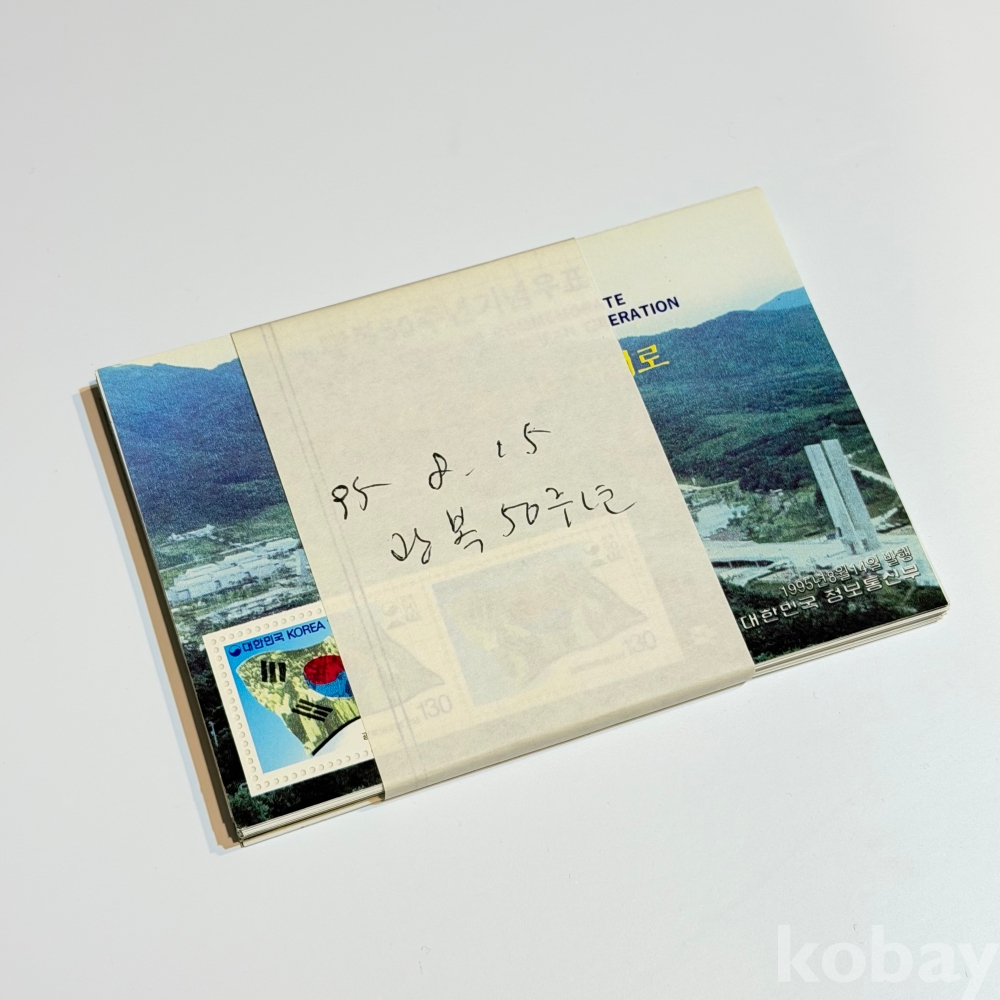 TE
ERATION
로
95 8. 15
광복 50주년
대한민국 KOREA
130
1995년 8월 14일 발행
대한민국 정보통신부
kobay